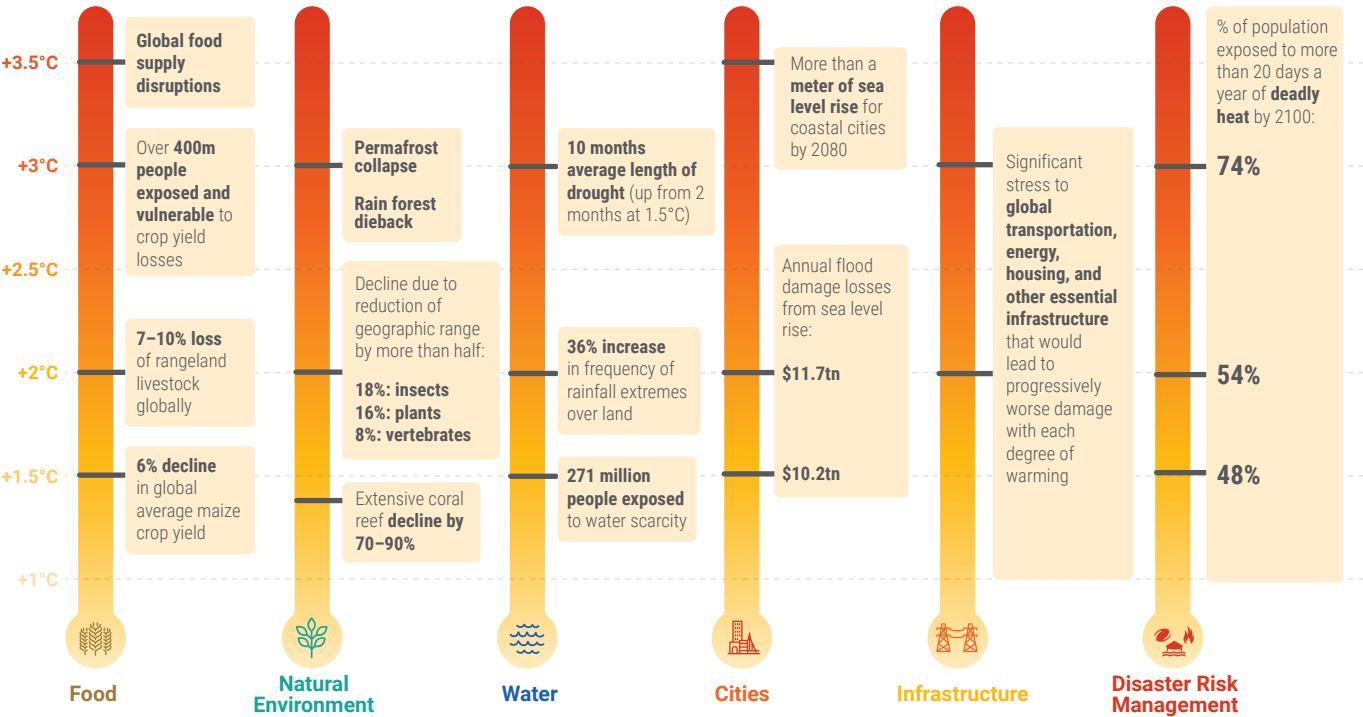 +3.5°C
+3°C
+2.5°C
+2°C
+1.5°C
+1°C
Global food
supply
disruptions
Over 400m
people
exposed and
vulnerable to
crop yield
losses
7–10% loss
of rangeland
livestock
globally
6% decline
in global
average maize
crop yield
Food
Permafrost
collapse
Rain forest
dieback
Decline due to
reduction of
geographic range
by more than half:
18%: insects
16%: plants
8%: vertebrates
Extensive coral
reef decline by
70–90%
Natural
Environment
10 months
average length of
drought (up from 2
months at 1.5°C)
36% increase
in frequency of
rainfall extremes
over land
271 million
people exposed
to water scarcity
Water
More than a
meter of sea
level rise for
coastal cities
by 2080
Annual flood
damage losses
from sea level
rise:
$11.7tn
$10.2tn
Cities
Significant
stress to
global
transportation,
energy,
housing, and
other essential
infrastructure
that would
lead to
progressively
worse damage
with each
degree of
warming
Infrastructure
% of population
exposed to more
than 20 days a
year of deadly
heat by 2100:
74%
54%
48%
Disaster Risk
Management